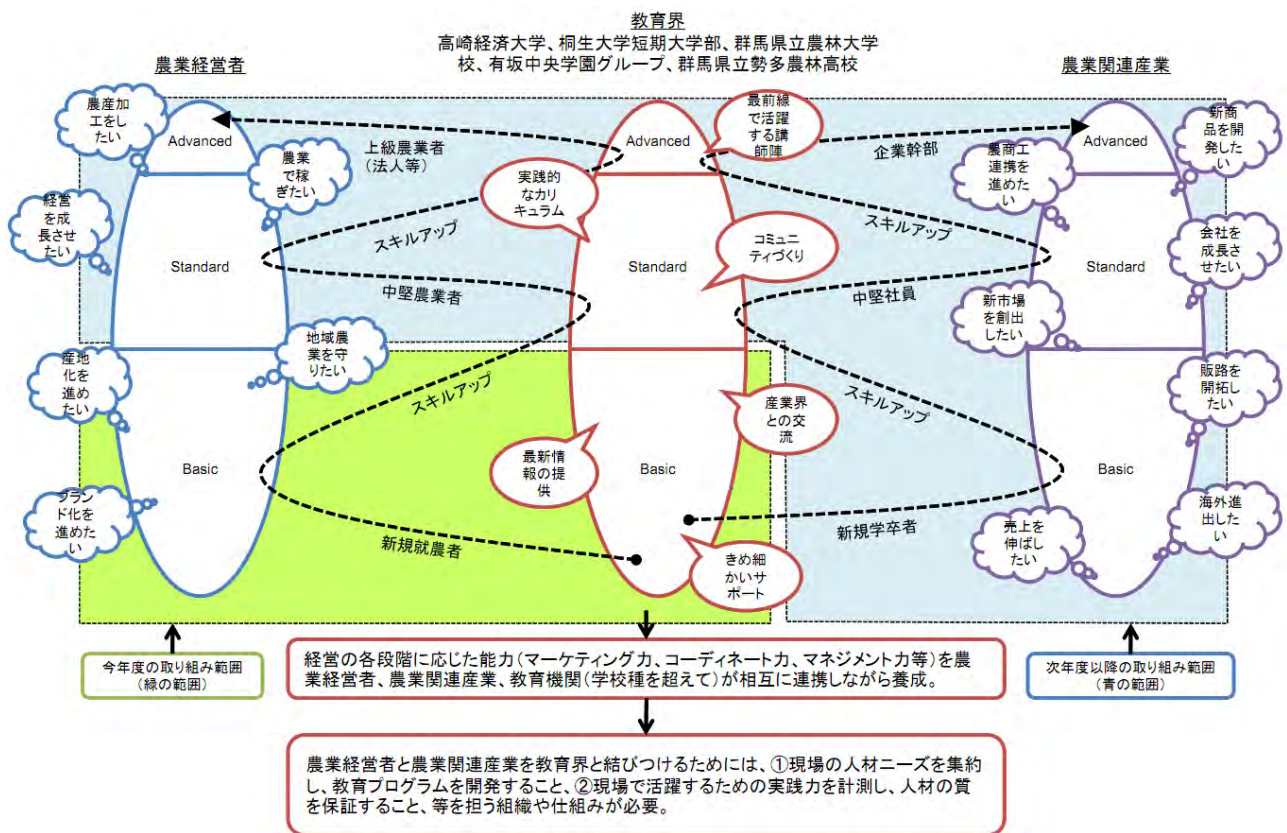 教育界
高崎経済大学、桐生大学短期大学部、群馬県立農林大学
校、有坂中央学園グループ、群馬県立勢多農林高校
農業経営者
農業関連産業
農産加
工をし
たい
Advanced
農業
で稼
ぎたい
上級農業者
(法人等)
経営
を成
長させ
たい
Standard
スキルアップ
中堅農業者
地域農
業を守
りたい
産地
化を
進め
たい
スキルアップ
Basic
ブラン
ド化を
進めた
い
新規就農者
Advanced
最前線
で活躍
する講
師陣
実践的
なカリ
キュラム
コミュニ
ティづくり
Standard
産業界
との交
流
最新情
報の提
供
Basic
きめ細
かいサ
ポート
企業幹部
農商工
連携を
進めた
い
Advanced
新商
品を開
発した
い
スキルアップ
会社を
成長さ
せたい
Standard
中堅社員
新市場
を創出
したい
販路を
開拓し
たい
スキルアップ
Basic
新規学卒者
売上を
伸ばし
たい
海外進
出した
い
今年度の取り組み範囲
(緑の範囲)
経営の各段階に応じた能力(マーケティング力、コーディネート力、マネジメント力等)を農
業経営者、農業関連産業、教育機関(学校種を超えて)が相互に連携しながら養成。
次年度以降の取り組み範囲
(青の範囲)
農業経営者と農業関連産業を教育界と結びつけるためには、①現場の人材ニーズを集約
し、教育プログラムを開発すること、②現場で活躍するための実践力を計測し、人材の質
を保証すること、等を担う組織や仕組みが必要。